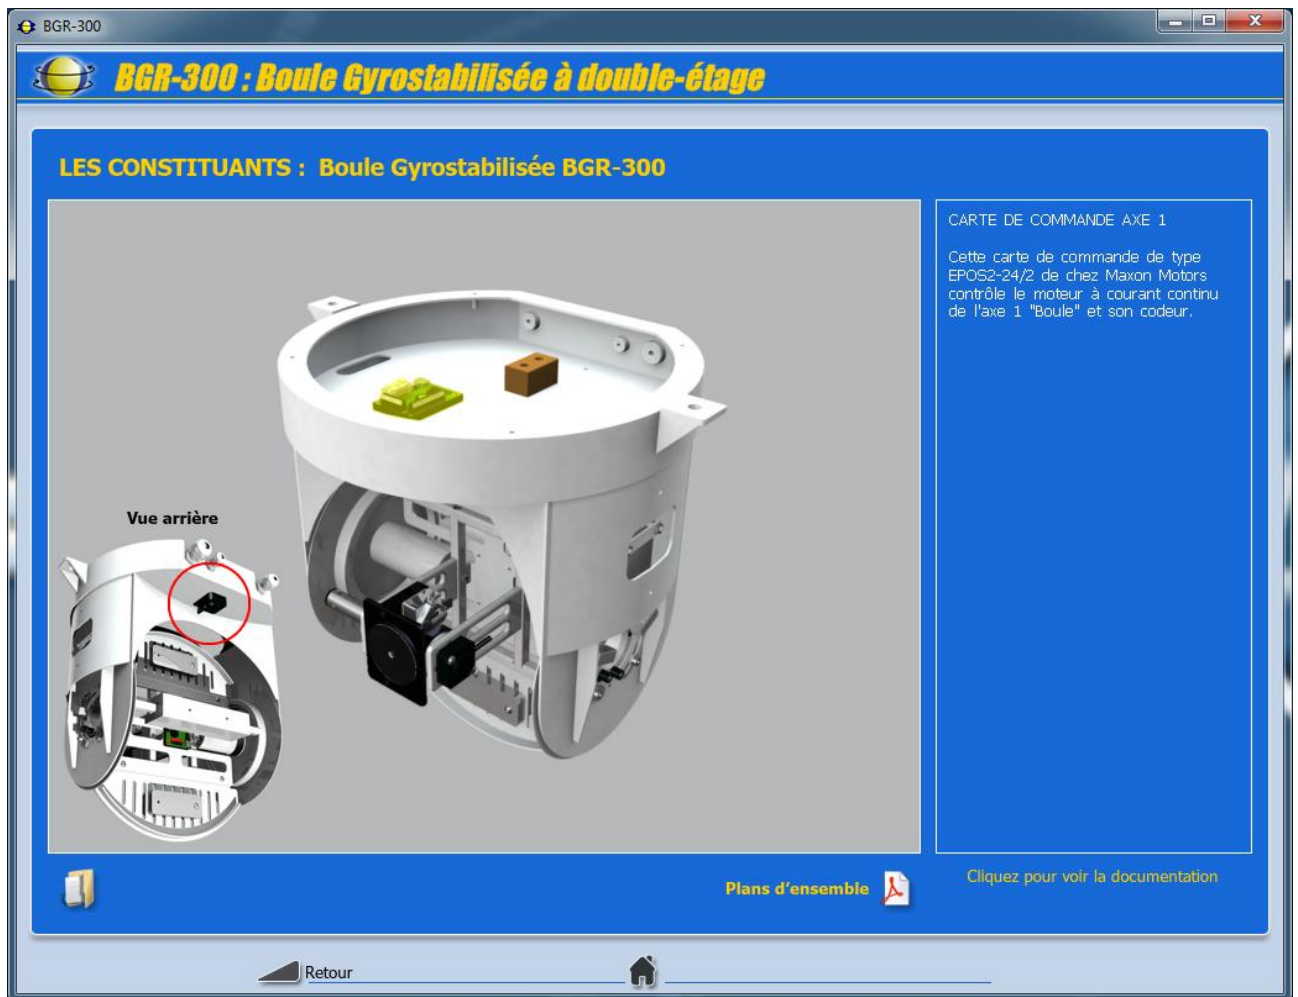 BGR-300
BGR-300 : Boule Gyrostabilisée à double-étage
LES CONSTITUANTS : Boule Gyrostabilisée BGR-300
CARTE DE COMMANDE AXE 1
Cette carte de commande de type
EPOS2-24/2 de chez Maxon Motors
contrôle le moteur à courant continu
de l'axe 1 "Boule" et son codeur.
Vue arrière
Plans d'ensemble
Cliquez pour voir la documentation
Retour